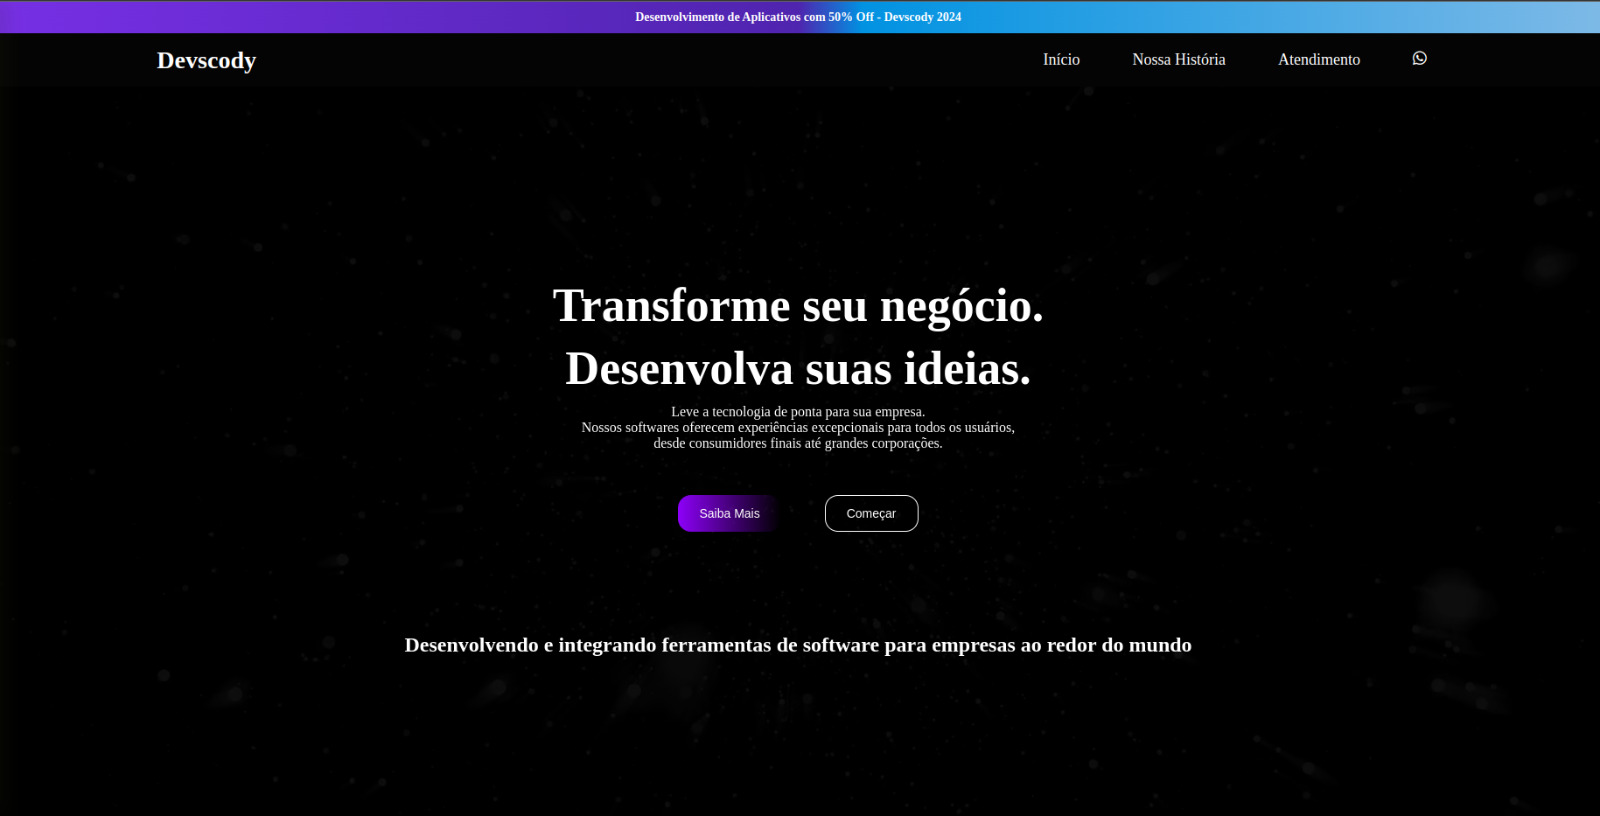 Desenvolvimento de Aplicativos com 50% Off - Devscody 2024
Devscody
Início
Nossa História
Atendimento
Transforme seu negócio.
Desenvolva suas ideias.
Leve a tecnologia de ponta para sua empresa.
Nossos softwares oferecem experiências excepcionais para todos os usuários,
desde consumidores finais até grandes corporações.
Saiba Mais
Começar
Desenvolvendo e integrando ferramentas de software para empresas ao redor do mundo